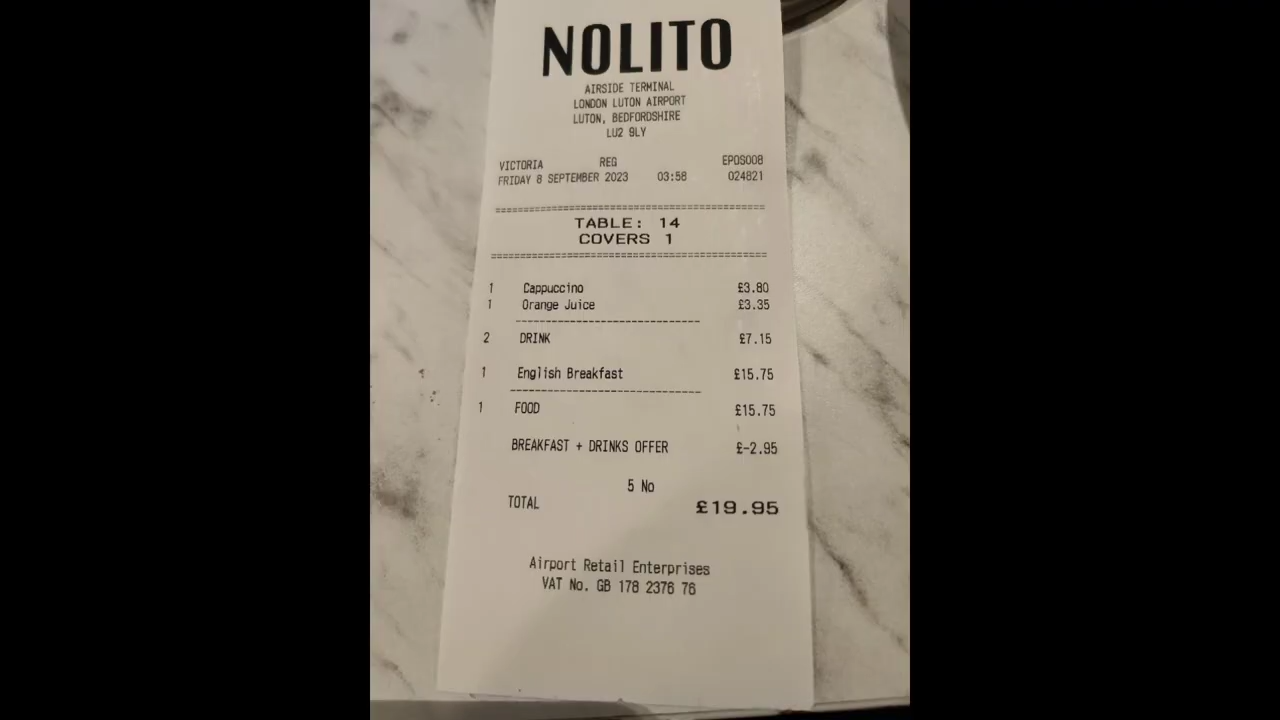 NOLITO
AIRSIDE TERMINAL
LONDON LUTON AIRPORT
LUTON, BEDFORDSHIRE
LU2 9LY
VICTORIA REG EPOS008
FRIDAY 8 SEPTEMBER 2023 03:58 024821
TABLE: 14
COVERS 1
1 Cappuccino £3.80
1 Orange Juice £3.35
2 DRINK £7.15
1 English Breakfast £15.75
1 FOOD £15.75
BREAKFAST + DRINKS OFFER £-2.95
5 No
TOTAL £19.95
Airport Retail Enterprises
VAT No. GB 178 2376 76